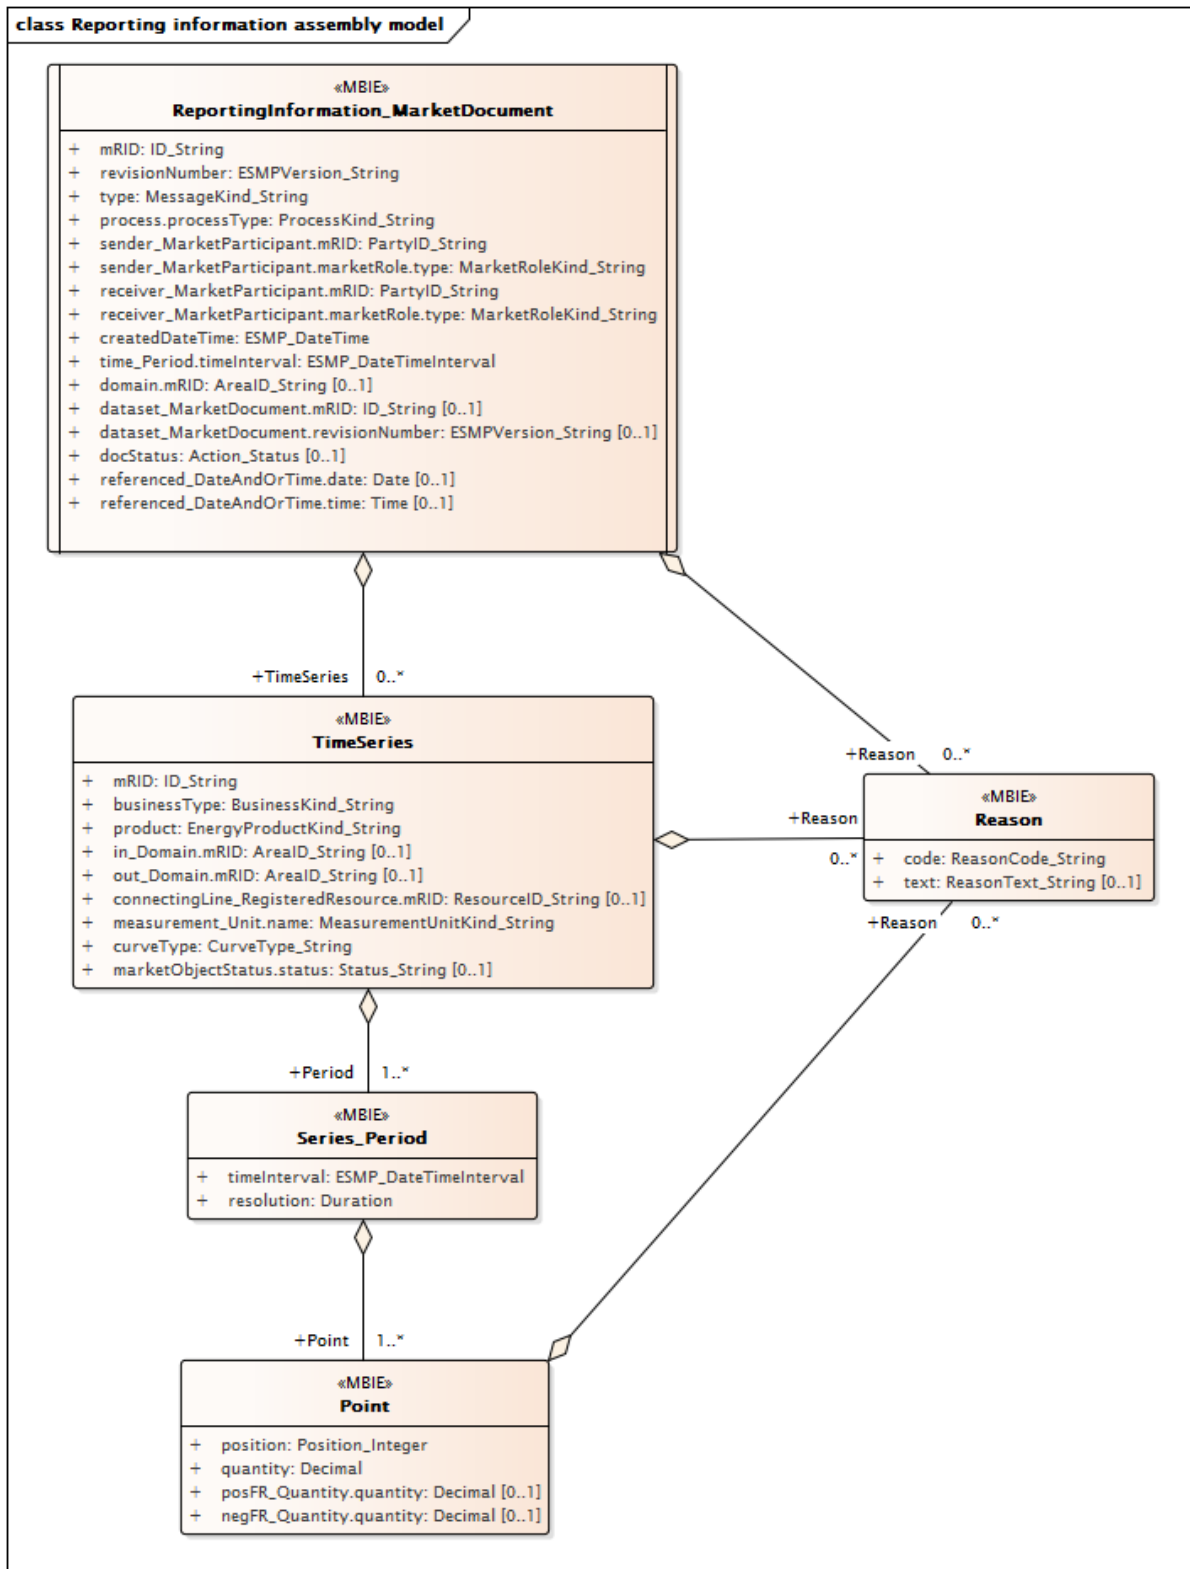 class Reporting information assembly model
«MBIE»
ReportingInformation_MarketDocument
+ mRID: ID_String
+ revisionNumber: ESMPVersion_String
+ type: MessageKind_String
+ process.processType: ProcessKind_String
+ sender_MarketParticipant.mRID: PartyID_String
+ sender_MarketParticipant.marketRole.type: MarketRoleKind_String
+ receiver_MarketParticipant.mRID: PartyID_String
+ receiver_MarketParticipant.marketRole.type: MarketRoleKind_String
+ createdDateTime: ESMP_DateTime
+ time_Period.timeInterval: ESMP_DateTimeInterval
+ domain.mRID: AreaID_String [0..1]
+ dataset_MarketDocument.mRID: ID_String [0..1]
+ dataset_MarketDocument.revisionNumber: ESMPVersion_String [0..1]
+ docStatus: Action_Status [0..1]
+ referenced_DateAndOrTime.date: Date [0..1]
+ referenced_DateAndOrTime.time: Time [0..1]
+TimeSeries 0..*
«MBIE»
TimeSeries
+ mRID: ID_String
+ businessType: BusinessKind_String
+ product: EnergyProductKind_String
+ in_Domain.mRID: AreaID_String [0..1]
+ out_Domain.mRID: AreaID_String [0..1]
+ connectingLine_RegisteredResource.mRID: ResourceID_String [0..1]
+ measurement_Unit.name: MeasurementUnitKind_String
+ curveType: CurveType_String
+ marketObjectStatus.status: Status_String [0..1]
+Reason 0..*
+Reason
0..*
«MBIE»
Reason
+ code: ReasonCode_String
+ text: ReasonText_String [0..1]
+Reason 0..*
+Period 1..*
«MBIE»
Series_Period
+ timeInterval: ESMP_DateTimeInterval
+ resolution: Duration
+Point 1..*
«MBIE»
Point
+ position: Position_Integer
+ quantity: Decimal
+ posFR_Quantity.quantity: Decimal [0..1]
+ negFR_Quantity.quantity: Decimal [0..1]